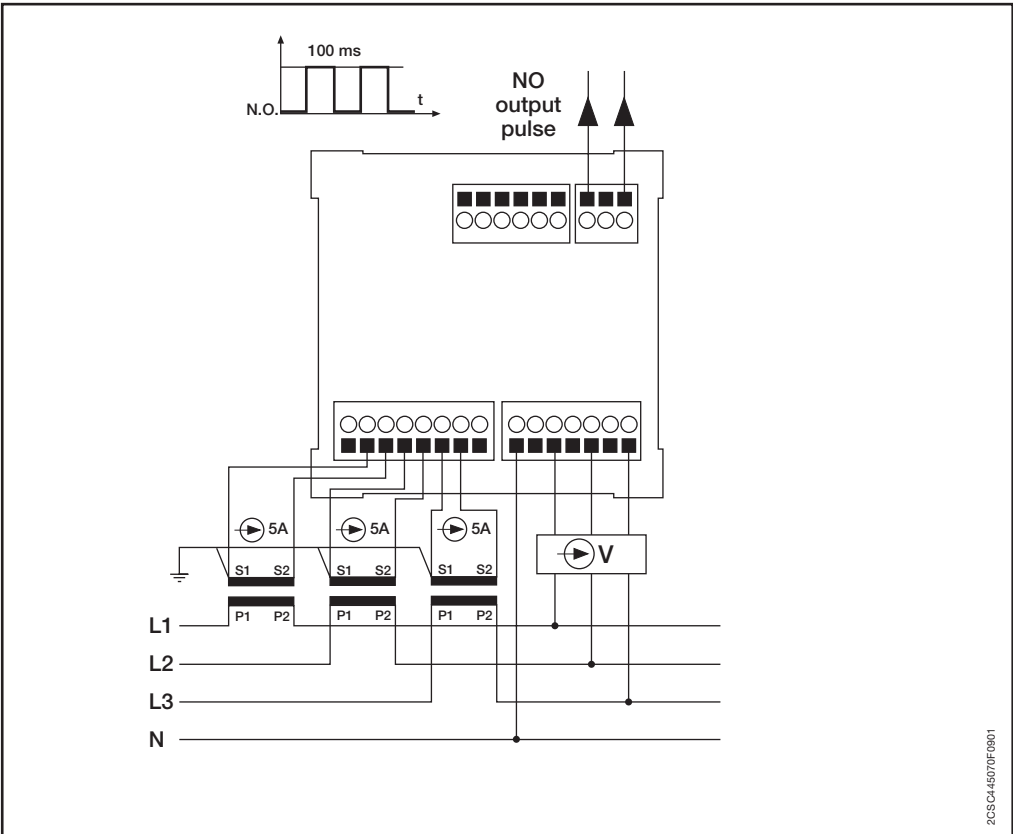 100 ms
N.O.
t
NO
output
pulse
5A
5A
5A
V
S1 S2
S1 S2
S1 S2
P1 P2
P1 P2
P1 P2
L1
L2
L3
N
2CSC445070F0901